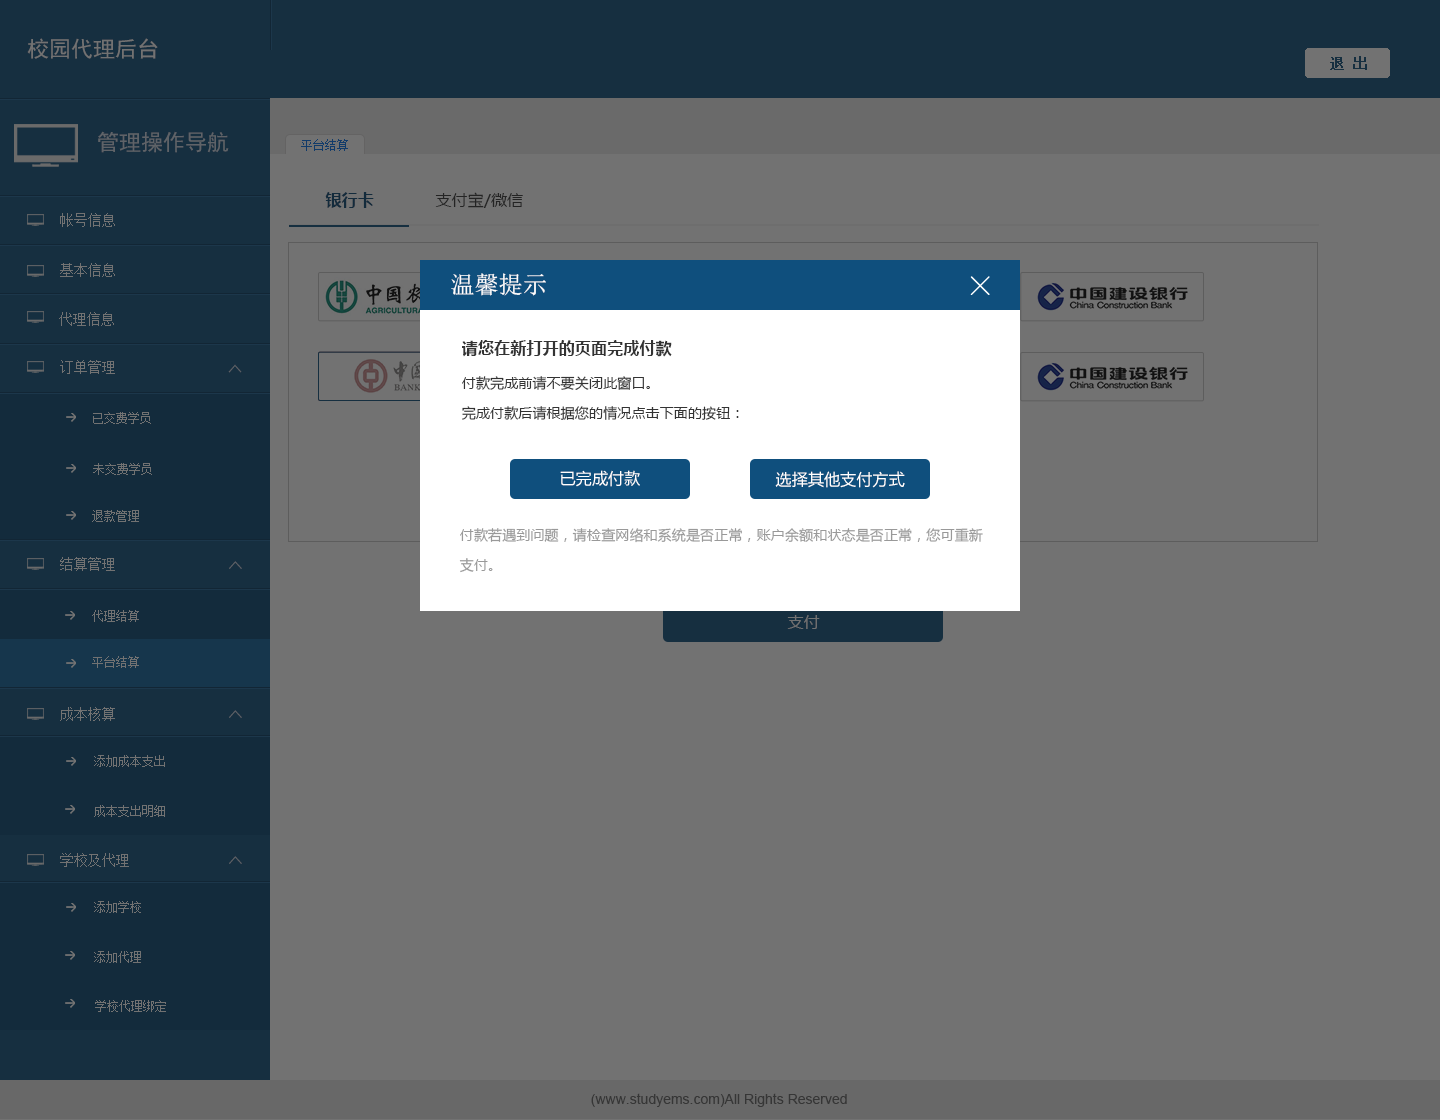 校园代理后台
退 出
管理操作导航
平台结算
银行卡
支付宝/微信
帐号信息
基本信息
代理信息
订单管理
已交费学员
未交费学员
退款管理
结算管理
代理结算
平台结算
成本核算
添加成本支出
成本支出明细
学校及代理
添加学校
添加代理
学校代理绑定
中国农
AGRICULTURA
中国建设银行
China Construction Bank
中国
BANK
中国建设银行
China Construction Bank
温馨提示
请您在新打开的页面完成付款
付款完成前请不要关闭此窗口。
完成付款后请根据您的情况点击下面的按钮：
已完成付款
选择其他支付方式
付款若遇到问题，请检查网络和系统是否正常，账户余额和状态是否正常，您可重新
支付。
支付
(www.studyems.com)All Rights Reserved